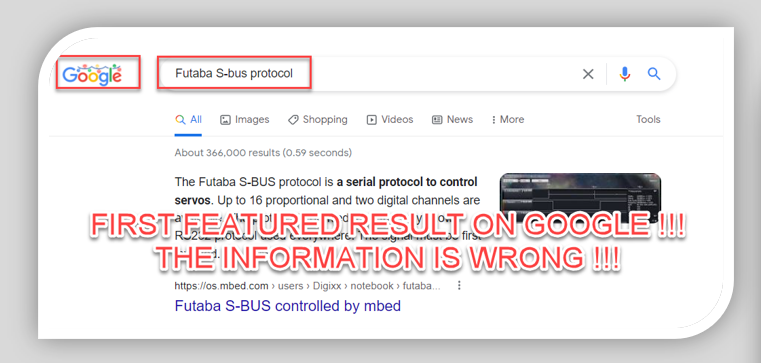 Google
Futaba S-bus protocol
All Images Shopping Videos News More Tools
About 366,000 results (0.59 seconds)
The Futaba S-BUS protocol is a serial protocol to control
servos. Up to 16 proportional and two digital channels are
FIRST FEATURED RESULT ON GOOGLE !!!
RS232 protocol used everywhere. The signal must be first
THE INFORMATION IS WRONG !!!
https://os.mbed.com › users › Digixx › notebook › futaba...
Futaba S-BUS controlled by mbed